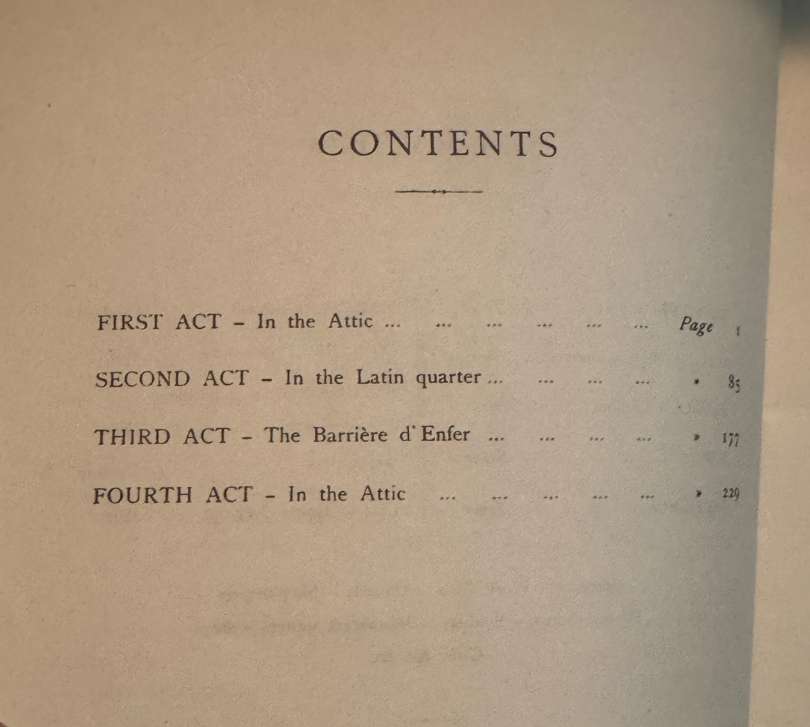 CONTENTS
FIRST ACT – In the Attic ... ... ... ... ... ... Page 1
SECOND ACT – In the Latin quarter ... ... ... ... » 85
THIRD ACT – The Barrière d'Enfer ... ... ... ... » 177
FOURTH ACT – In the Attic ... ... ... ... ... » 229